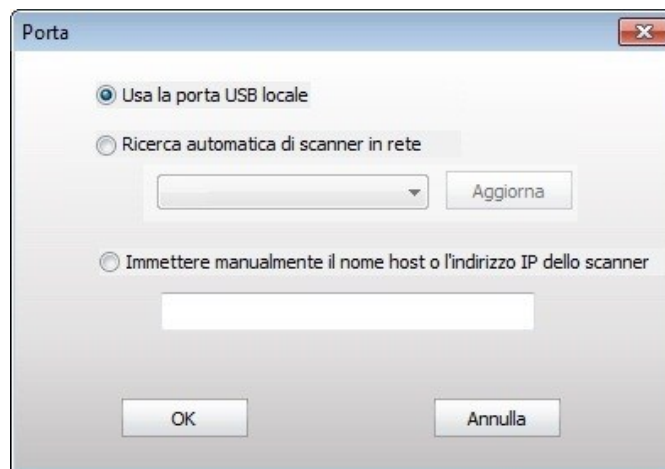 Porta
Usa la porta USB locale
Ricerca automatica di scanner in rete
Aggiorna
Immettere manualmente il nome host o l'indirizzo IP dello scanner
OK
Annulla